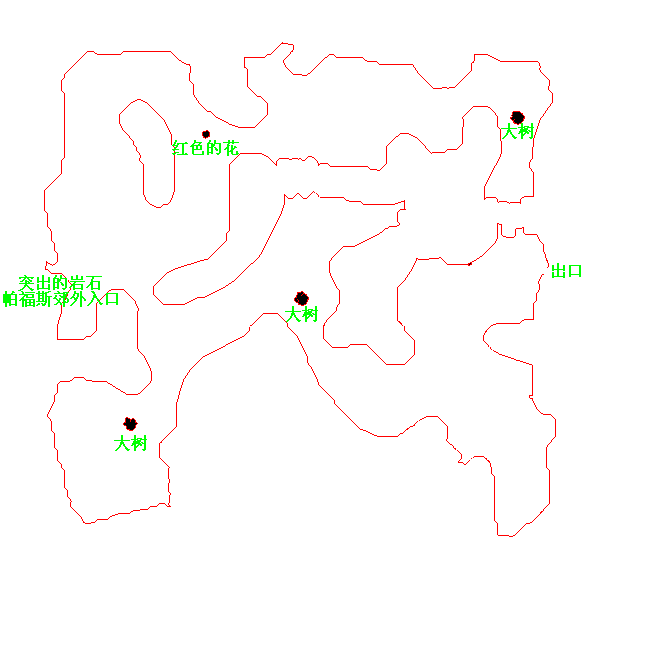 大树
红色的花
出口
突出的岩石
帕福斯郊外入口
大树
大树